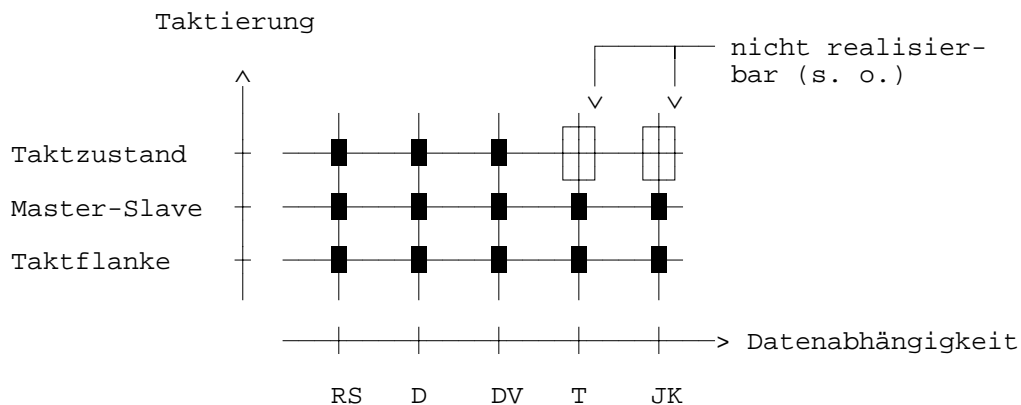 Taktierung
nicht realisier-
bar (s. o.)
Taktzustand
Master-Slave
Taktflanke
Datenabhängigkeit
RS D DV T JK